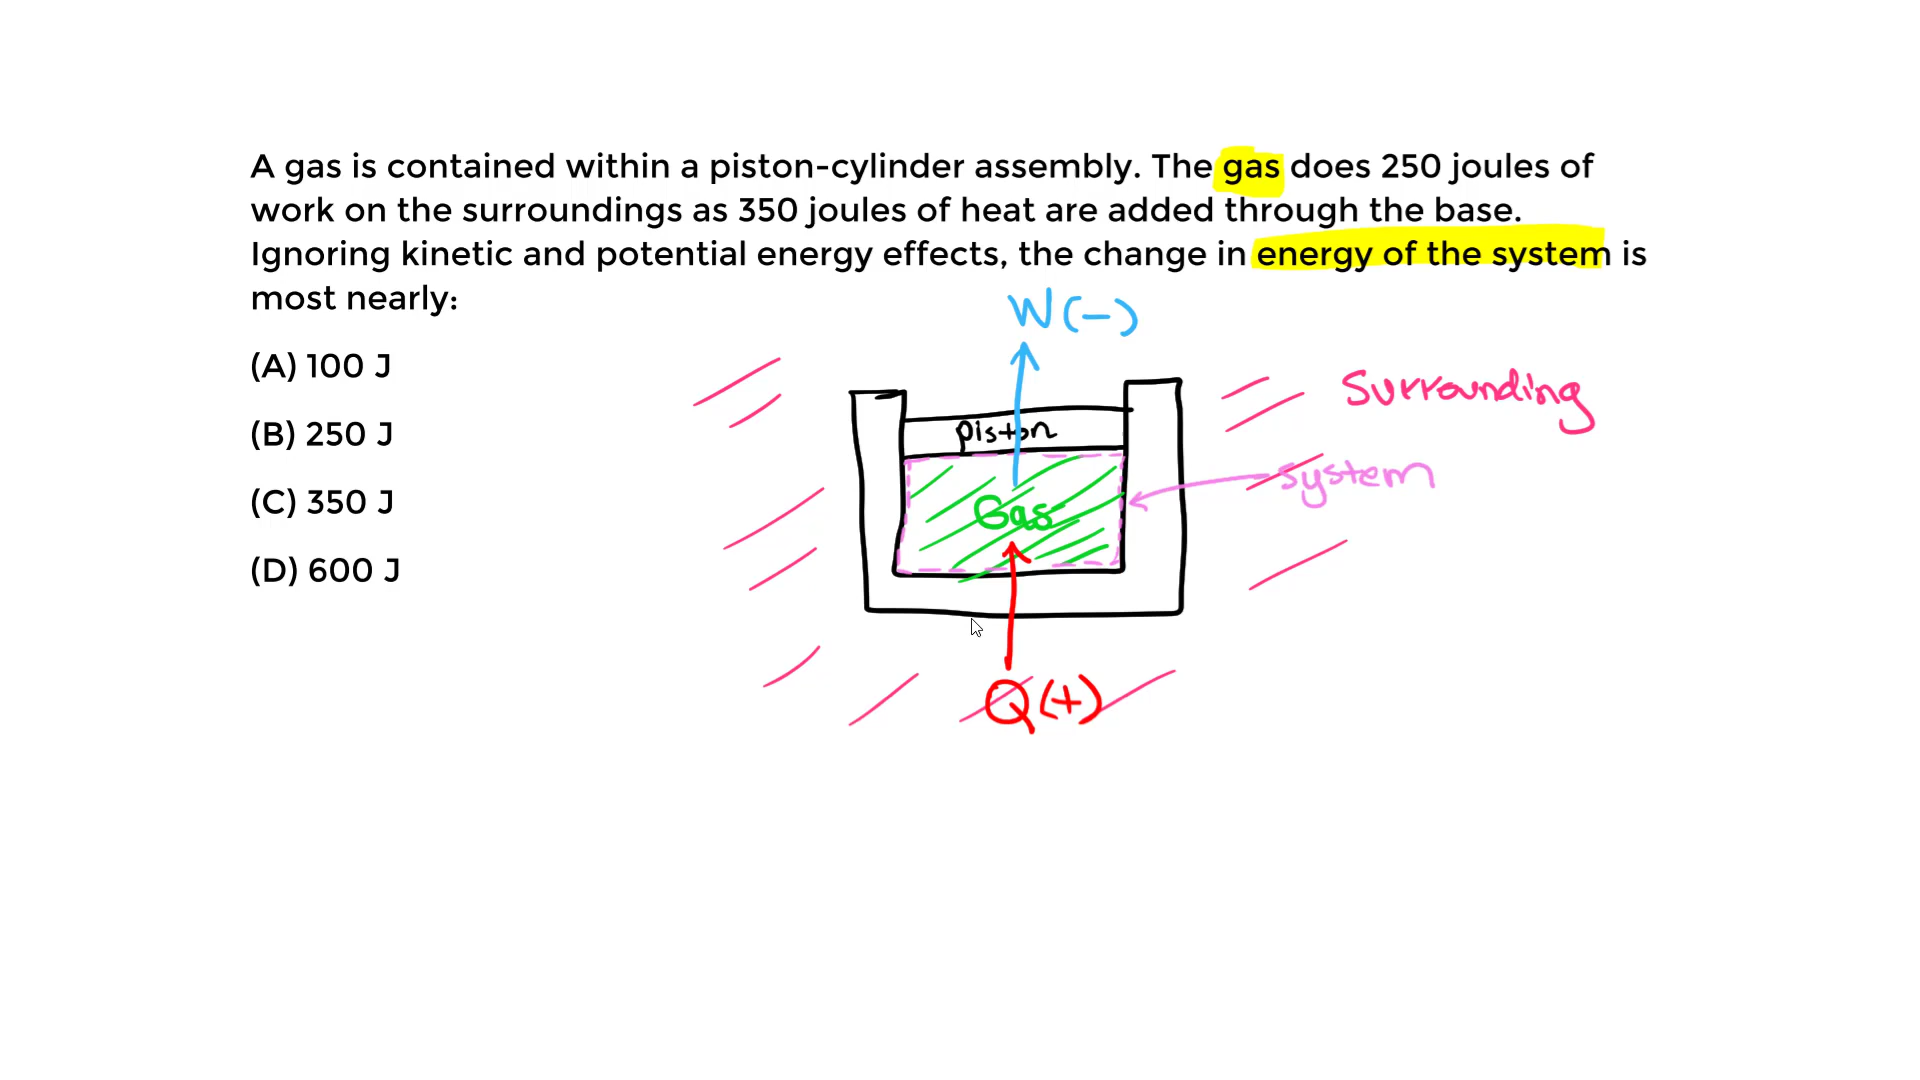 A gas is contained within a piston-cylinder assembly. The gas does 250 joules of
work on the surroundings as 350 joules of heat are added through the base.
Ignoring kinetic and potential energy effects, the change in energy of the system is
most nearly:
W(-)
(A) 100 J
Surrounding
(B) 250 J
piston
system
(C) 350 J
Gas
(D) 600 J
Q(+)